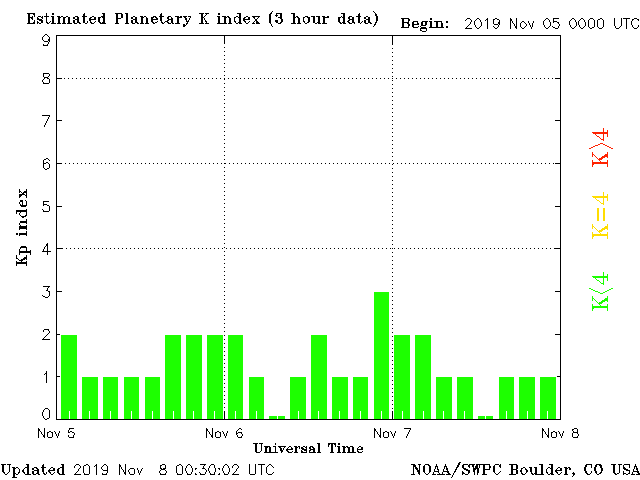 Estimated Planetary K index (3 hour data) Begin: 2019 Nov 05 0000 UTC
9
8
7
6
5
4
3
2
1
0
Kp index
K>4
K=4
K<4
Nov 5 Nov 6 Nov 7 Nov 8
Universal Time
Updated 2019 Nov 8 00:30:02 UTC NOAA/SWPC Boulder, CO USA